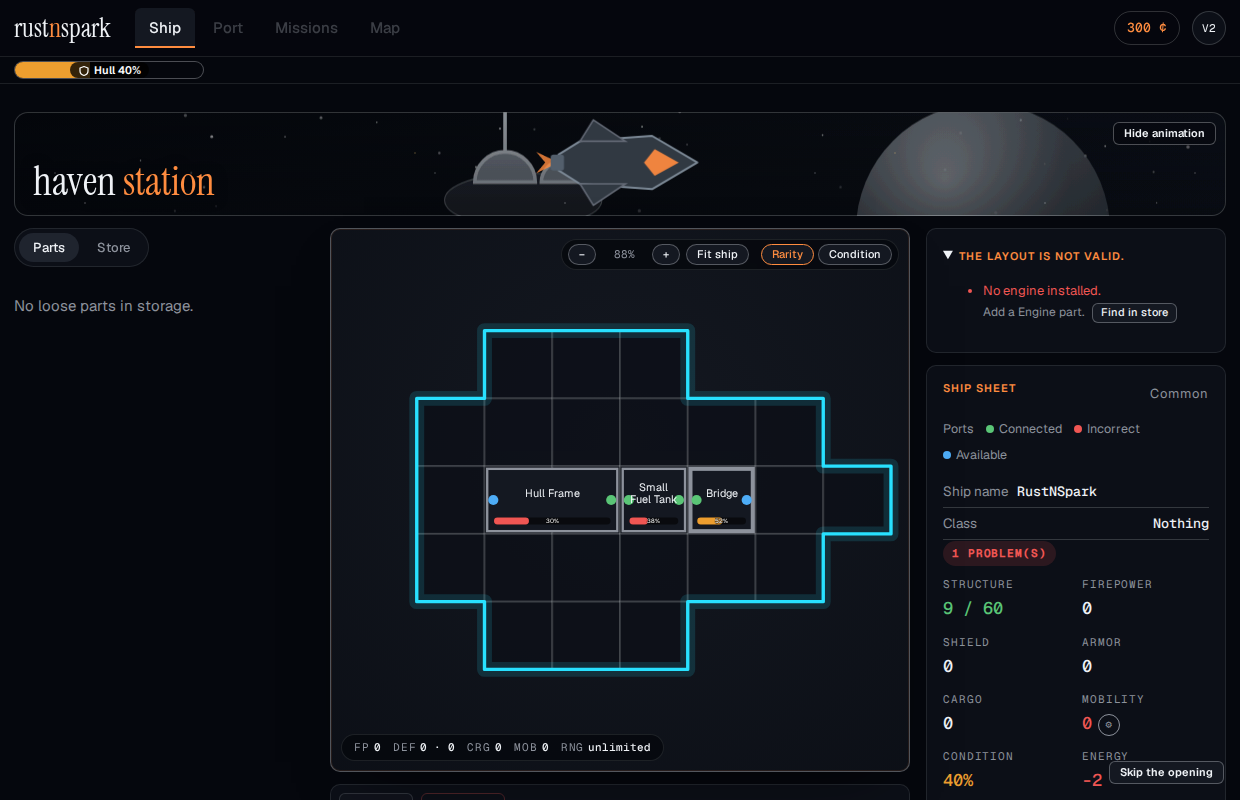 rustnspark
Ship
Port
Missions
Map
300 ¢
V2
Hull 40%
haven station
Hide animation
Parts
Store
No loose parts in storage.
−
88%
+
Fit ship
Rarity
Condition
Hull Frame
30%
Small
Fuel Tank
38%
Bridge
52%
FP 0 DEF 0 · 0 CRG 0 MOB 0 RNG unlimited
▼ THE LAYOUT IS NOT VALID.
• No engine installed.
Add a Engine part. Find in store
SHIP SHEET
Common
Ports Connected Incorrect
Available
Ship name RustNSpark
Class Nothing
1 PROBLEM(S)
STRUCTURE FIREPOWER
9 / 60 0
SHIELD ARMOR
0 0
CARGO MOBILITY
0 0
CONDITION ENERGY
40% -2
Skip the opening